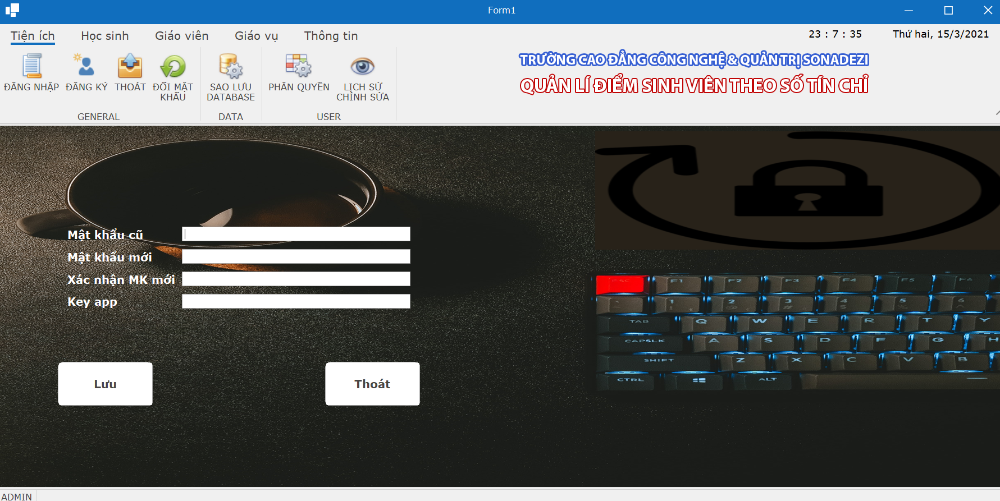 Form1
Tiện ích Học sinh Giáo viên Giáo vụ Thông tin
23 : 7 : 35 Thứ hai, 15/3/2021
TRƯỜNG CAO ĐẲNG CÔNG NGHỆ & QUẢN TRỊ SONADEZI
QUẢN LÍ ĐIỂM SINH VIÊN THEO SỐ TÍN CHỈ
ĐĂNG NHẬP ĐĂNG KÝ THOÁT ĐỔI MẬT SAO LƯU PHÂN QUYỀN LỊCH SỬ
KHẨU DATABASE CHỈNH SỬA
GENERAL DATA USER
Mật khẩu cũ
Mật khẩu mới
Xác nhận MK mới
Key app
Lưu Thoát
ESC F1 F2 F3 F4 F5 F6
1 2 3 4 5 6
! @ # $ % ^
TAB Q W E R T Y
CAPSLK A S D F G H
SHIFT Z X C V B
CTRL ALT
ADMIN